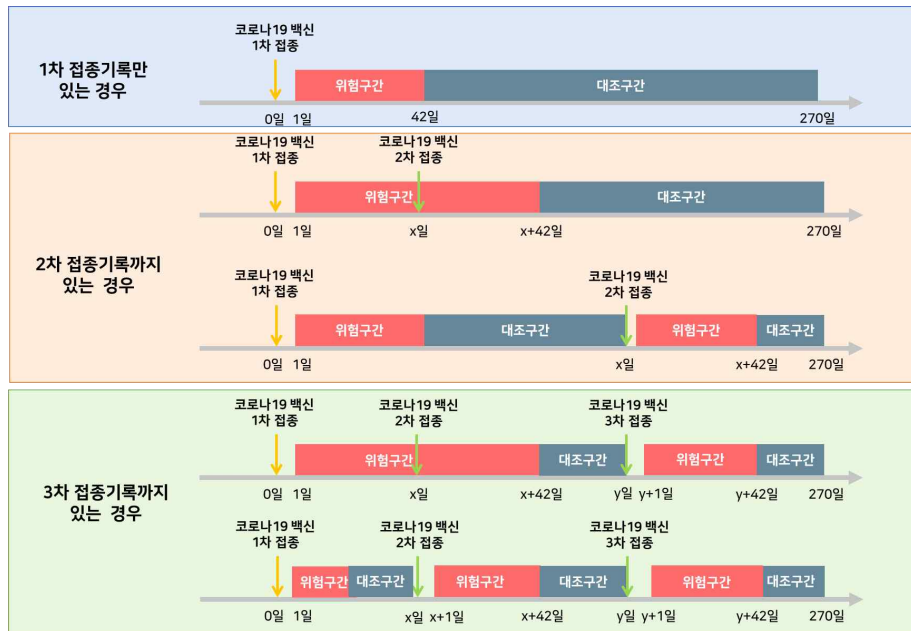 1차 접종기록만
있는 경우
코로나19 백신
1차 접종
위험구간 대조구간
0일 1일 42일 270일
2차 접종기록까지
있는 경우
코로나19 백신 코로나19 백신
1차 접종 2차 접종
위험구간 대조구간
0일 1일 x일 x+42일 270일
코로나19 백신 코로나19 백신
1차 접종 2차 접종
위험구간 대조구간 위험구간 대조구간
0일 1일 x일 x+42일 270일
3차 접종기록까지
있는 경우
코로나19 백신 코로나19 백신 코로나19 백신
1차 접종 2차 접종 3차 접종
위험구간 대조구간 위험구간 대조구간
0일 1일 x일 x+42일 y일 y+1일 y+42일 270일
코로나19 백신 코로나19 백신 코로나19 백신
1차 접종 2차 접종 3차 접종
위험구간 대조구간 위험구간 대조구간 위험구간 대조구간
0일 1일 x일 x+1일 x+42일 y일 y+1일 y+42일 270일